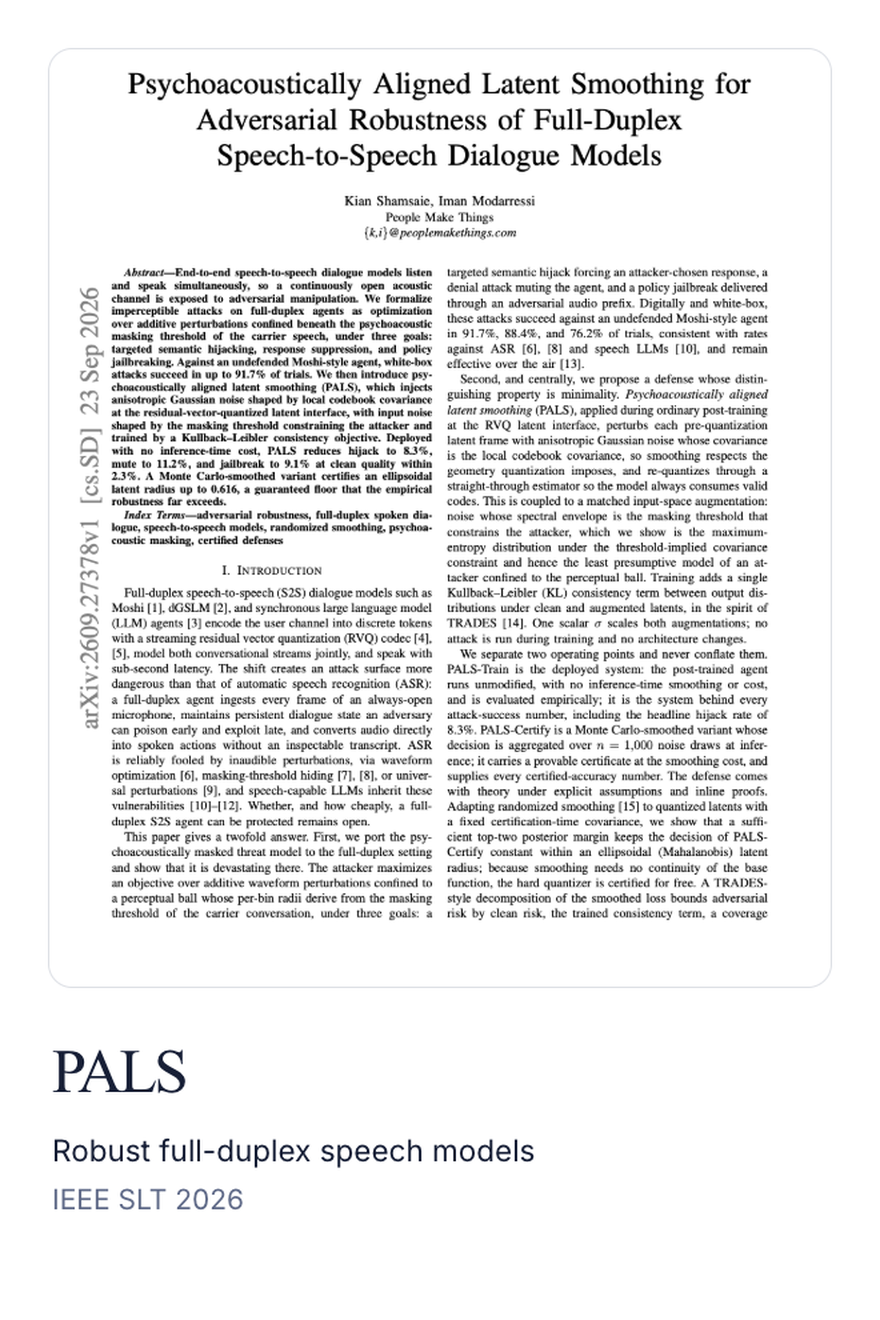 Psychoacoustically Aligned Latent Smoothing for
Adversarial Robustness of Full-Duplex
Speech-to-Speech Dialogue Models
Kian Shamsaie, Iman Modarressi
People Make Things
{k,i}@peoplemakethings.com
arXiv:2609.27378v1 [cs.SD] 23 Sep 2026
Abstract—End-to-end speech-to-speech dialogue models listen
and speak simultaneously, so a continuously open acoustic
channel is exposed to adversarial manipulation. We formalize
imperceptible attacks on full-duplex agents as optimization
over additive perturbations confined beneath the psychoacoustic
masking threshold of the carrier speech, under three goals:
targeted semantic hijacking, response suppression, and policy
jailbreaking. Against an undefended Moshi-style agent, white-box
attacks succeed in up to 91.7% of trials. We then introduce psy-
choacoustically aligned latent smoothing (PALS), which injects
anisotropic Gaussian noise shaped by local codebook covariance
at the residual-vector-quantized latent interface, with input noise
shaped by the masking threshold constraining the attacker and
trained by a Kullback–Leibler consistency objective. Deployed
with no inference-time cost, PALS reduces hijack to 8.3%,
mute to 11.2%, and jailbreak to 9.1% at clean quality within
2.3%. A Monte Carlo-smoothed variant certifies an ellipsoidal
latent radius up to 0.616, a guaranteed floor that the empirical
robustness far exceeds.
Index Terms—adversarial robustness, full-duplex spoken dia-
logue, speech-to-speech models, randomized smoothing, psychoa-
coustic masking, certified defenses
I. INTRODUCTION
Full-duplex speech-to-speech (S2S) dialogue models such as
Moshi [1], dGSLM [2], and synchronous large language model
(LLM) agents [3] encode the user channel into discrete tokens
with a streaming residual vector quantization (RVQ) codec [4],
[5], model both conversational streams jointly, and speak with
sub-second latency. The shift creates an attack surface more
dangerous than that of automatic speech recognition (ASR):
a full-duplex agent ingests every frame of an always-open
microphone, maintains persistent dialogue state an adversary
can poison early and exploit late, and converts audio directly
into spoken actions without an inspectable transcript. ASR
is reliably fooled by inaudible perturbations, via waveform
optimization [6], masking-threshold hiding [7], [8], or univer-
sal perturbations [9], and speech-capable LLMs inherit these
vulnerabilities [10]–[12]. Whether, and how cheaply, a full-
duplex S2S agent can be protected remains open.
This paper gives a twofold answer. First, we port the psy-
choacoustically masked threat model to the full-duplex setting
and show that it is devastating there. The attacker maximizes
an objective over additive waveform perturbations confined to
a perceptual ball whose per-bin radii derive from the masking
threshold of the carrier conversation, under three goals: a
targeted semantic hijack forcing an attacker-chosen response, a
denial attack muting the agent, and a policy jailbreak delivered
through an adversarial audio prefix. Digitally and white-box,
these attacks succeed against an undefended Moshi-style agent
in 91.7%, 88.4%, and 76.2% of trials, consistent with rates
against ASR [6], [8] and speech LLMs [10], and remain
effective over the air [13].
Second, and centrally, we propose a defense whose distin-
guishing property is minimality. Psychoacoustically aligned
latent smoothing (PALS), applied during ordinary post-training
at the RVQ latent interface, perturbs each pre-quantization
latent frame with anisotropic Gaussian noise whose covariance
is the local codebook covariance, so smoothing respects the
geometry quantization imposes, and re-quantizes through a
straight-through estimator so the model always consumes valid
codes. This is coupled to a matched input-space augmentation:
noise whose spectral envelope is the masking threshold that
constrains the attacker, which we show is the maximum-
entropy distribution under the threshold-implied covariance
constraint and hence the least presumptive model of an at-
tacker confined to the perceptual ball. Training adds a single
Kullback–Leibler (KL) consistency term between output dis-
tributions under clean and augmented latents, in the spirit of
TRADES [14]. One scalar σ scales both augmentations; no
attack is run during training and no architecture changes.
We separate two operating points and never conflate them.
PALS-Train is the deployed system: the post-trained agent
runs unmodified, with no inference-time smoothing or cost,
and is evaluated empirically; it is the system behind every
attack-success number, including the headline hijack rate of
8.3%. PALS-Certify is a Monte Carlo-smoothed variant whose
decision is aggregated over n = 1,000 noise draws at infer-
ence; it carries a provable certificate at the smoothing cost, and
supplies every certified-accuracy number. The defense comes
with theory under explicit assumptions and inline proofs.
Adapting randomized smoothing [15] to quantized latents with
a fixed certification-time covariance, we show that a suffi-
cient top-two posterior margin keeps the decision of PALS-
Certify constant within an ellipsoidal (Mahalanobis) latent
radius; because smoothing needs no continuity of the base
function, the hard quantizer is certified for free. A TRADES-
style decomposition of the smoothed loss bounds adversarial
risk by clean risk, the trained consistency term, a coverage
PALS
Robust full-duplex speech models
IEEE SLT 2026